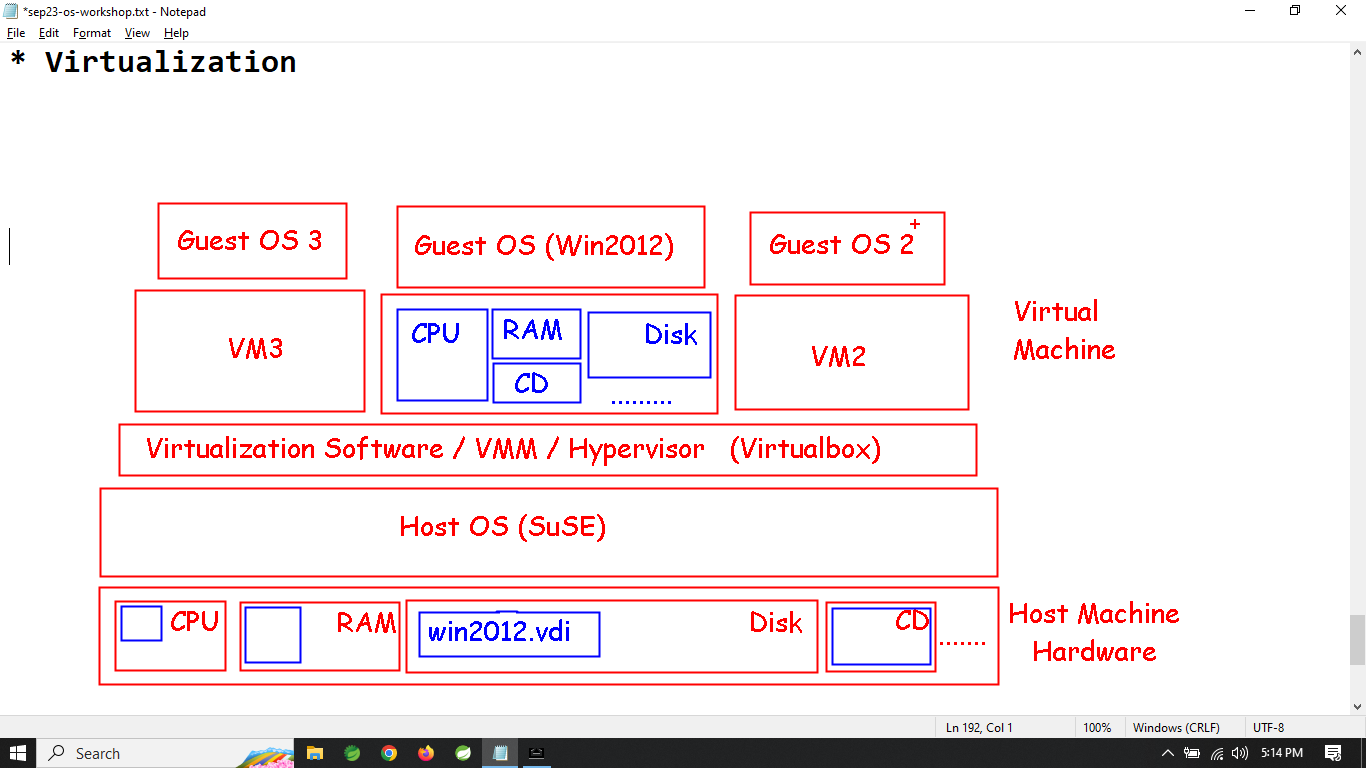 *sep23-os-workshop.txt - Notepad
File Edit Format View Help
* Virtualization
Guest OS 3
Guest OS (Win2012)
Guest OS 2
VM3
CPU
RAM
CD
Disk
.........
VM2
Virtual
Machine
Virtualization Software / VMM / Hypervisor (Virtualbox)
Host OS (SuSE)
CPU
RAM
win2012.vdi
Disk
CD
.......
Host Machine
Hardware
Ln 192, Col 1
100%
Windows (CRLF)
UTF-8
Search
5:14 PM